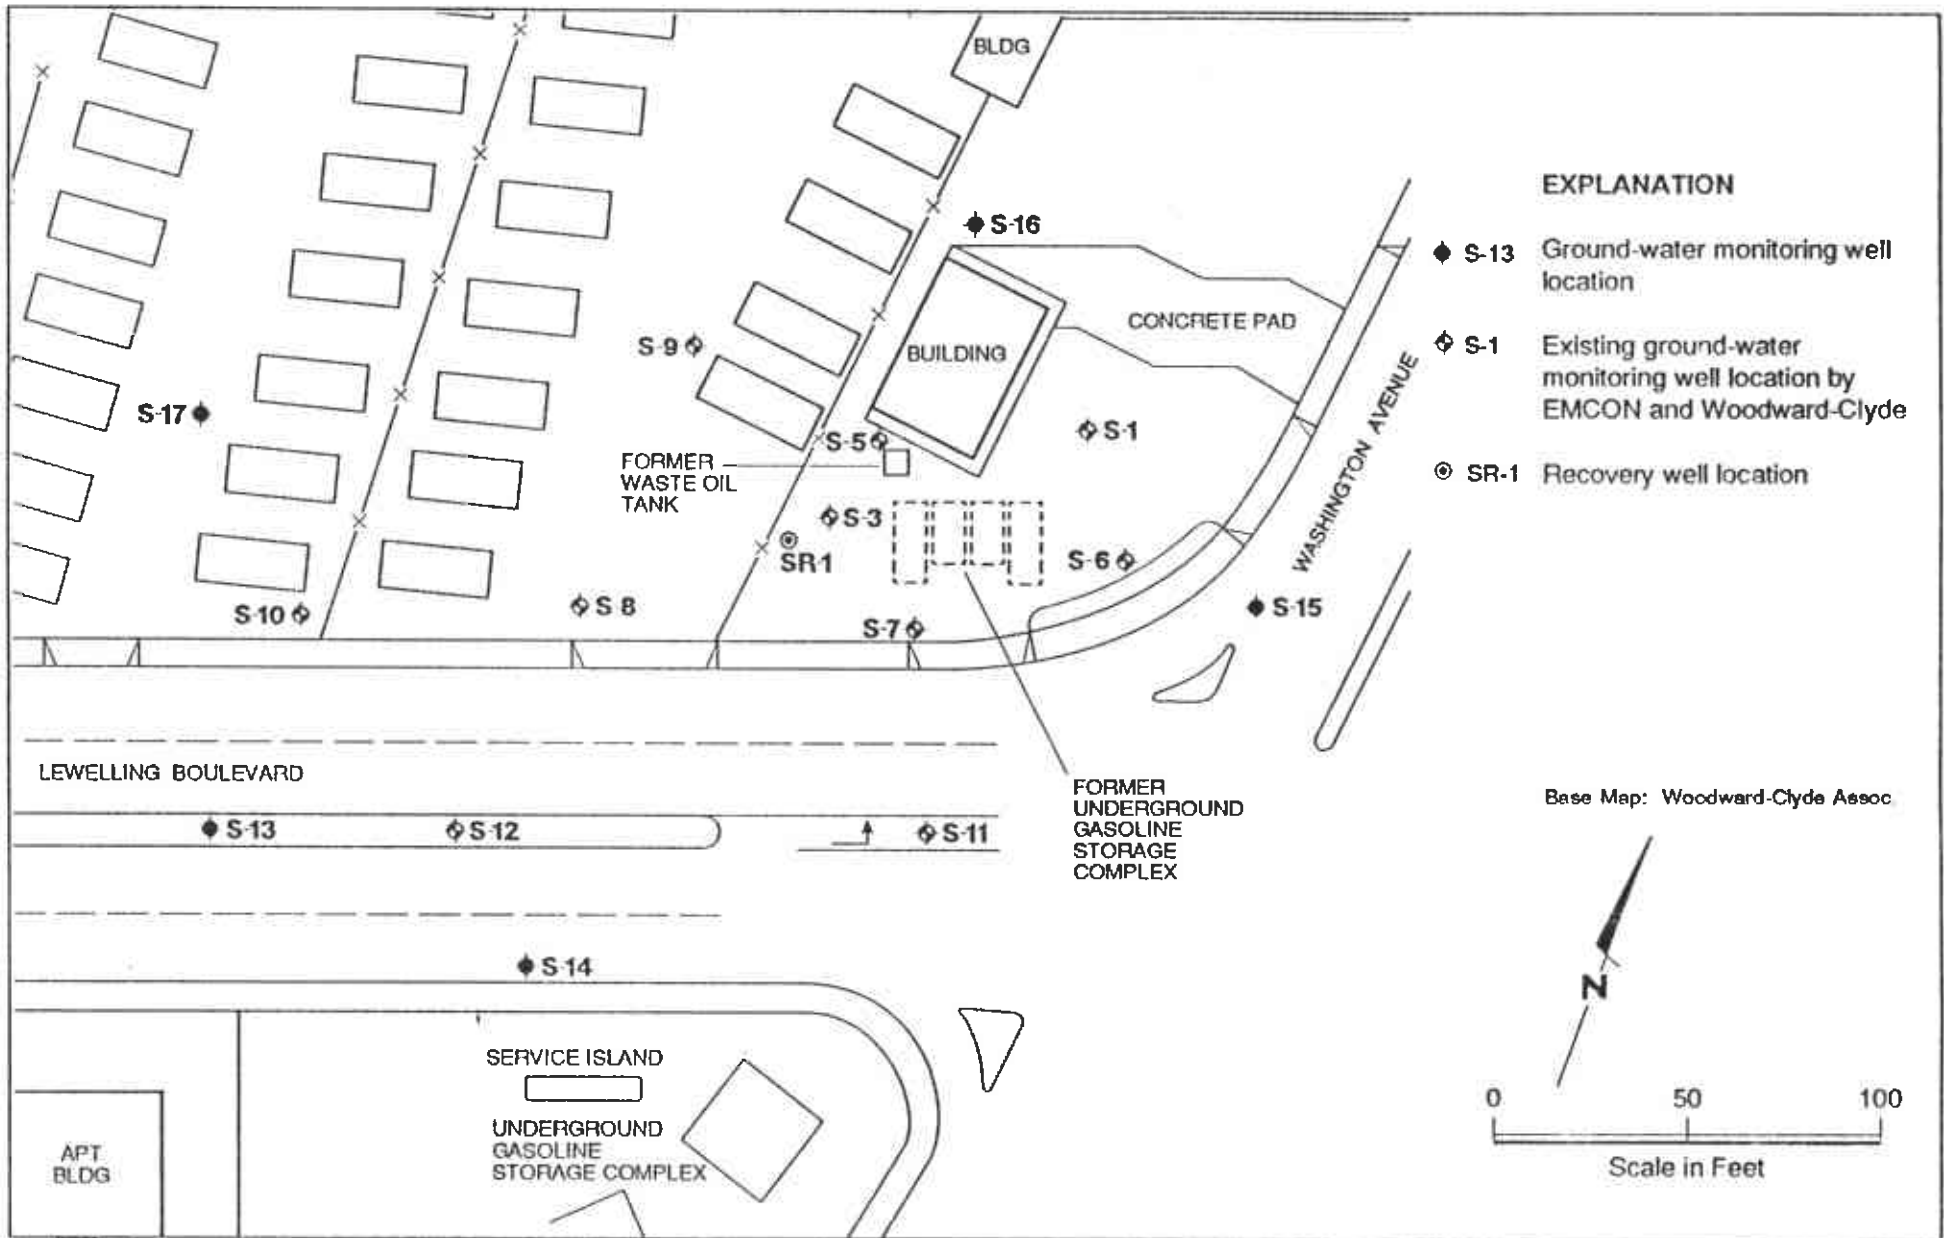 BLDG
S-16
EXPLANATION
S-13 Ground-water monitoring well
location
S-1 Existing ground-water
monitoring well location by
EMCON and Woodward-Clyde
SR-1 Recovery well location
CONCRETE PAD
BUILDING
S-9
S-17
S-1
S-5
FORMER
WASTE OIL
TANK
WASHINGTON AVENUE
S-3
SR-1
S-6
S-10
S 8
S-7
S-15
LEWELLING BOULEVARD
FORMER
UNDERGROUND
GASOLINE
STORAGE
COMPLEX
Base Map: Woodward-Clyde Assoc
S-13
S-12
S-11
S-14
N
SERVICE ISLAND
UNDERGROUND
GASOLINE
STORAGE COMPLEX
APT
BLDG
0 50 100
Scale in Feet